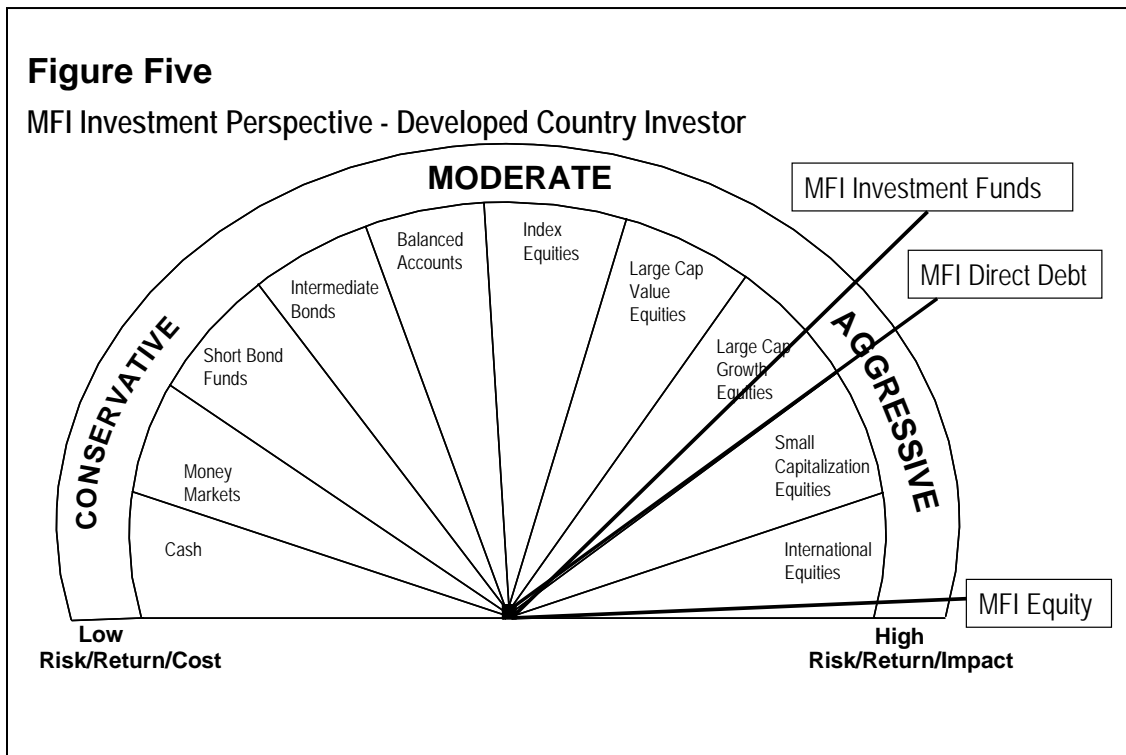 Figure Five
MFI Investment Perspective - Developed Country Investor
MODERATE
CONSERVATIVE
AGGRESSIVE
MFI Investment Funds
MFI Direct Debt
MFI Equity
Cash
Money
Markets
Short Bond
Funds
Intermediate
Bonds
Balanced
Accounts
Index
Equities
Large Cap
Value
Equities
Large Cap
Growth
Equities
Small
Capitalization
Equities
International
Equities
Low
Risk/Return/Cost
High
Risk/Return/Impact